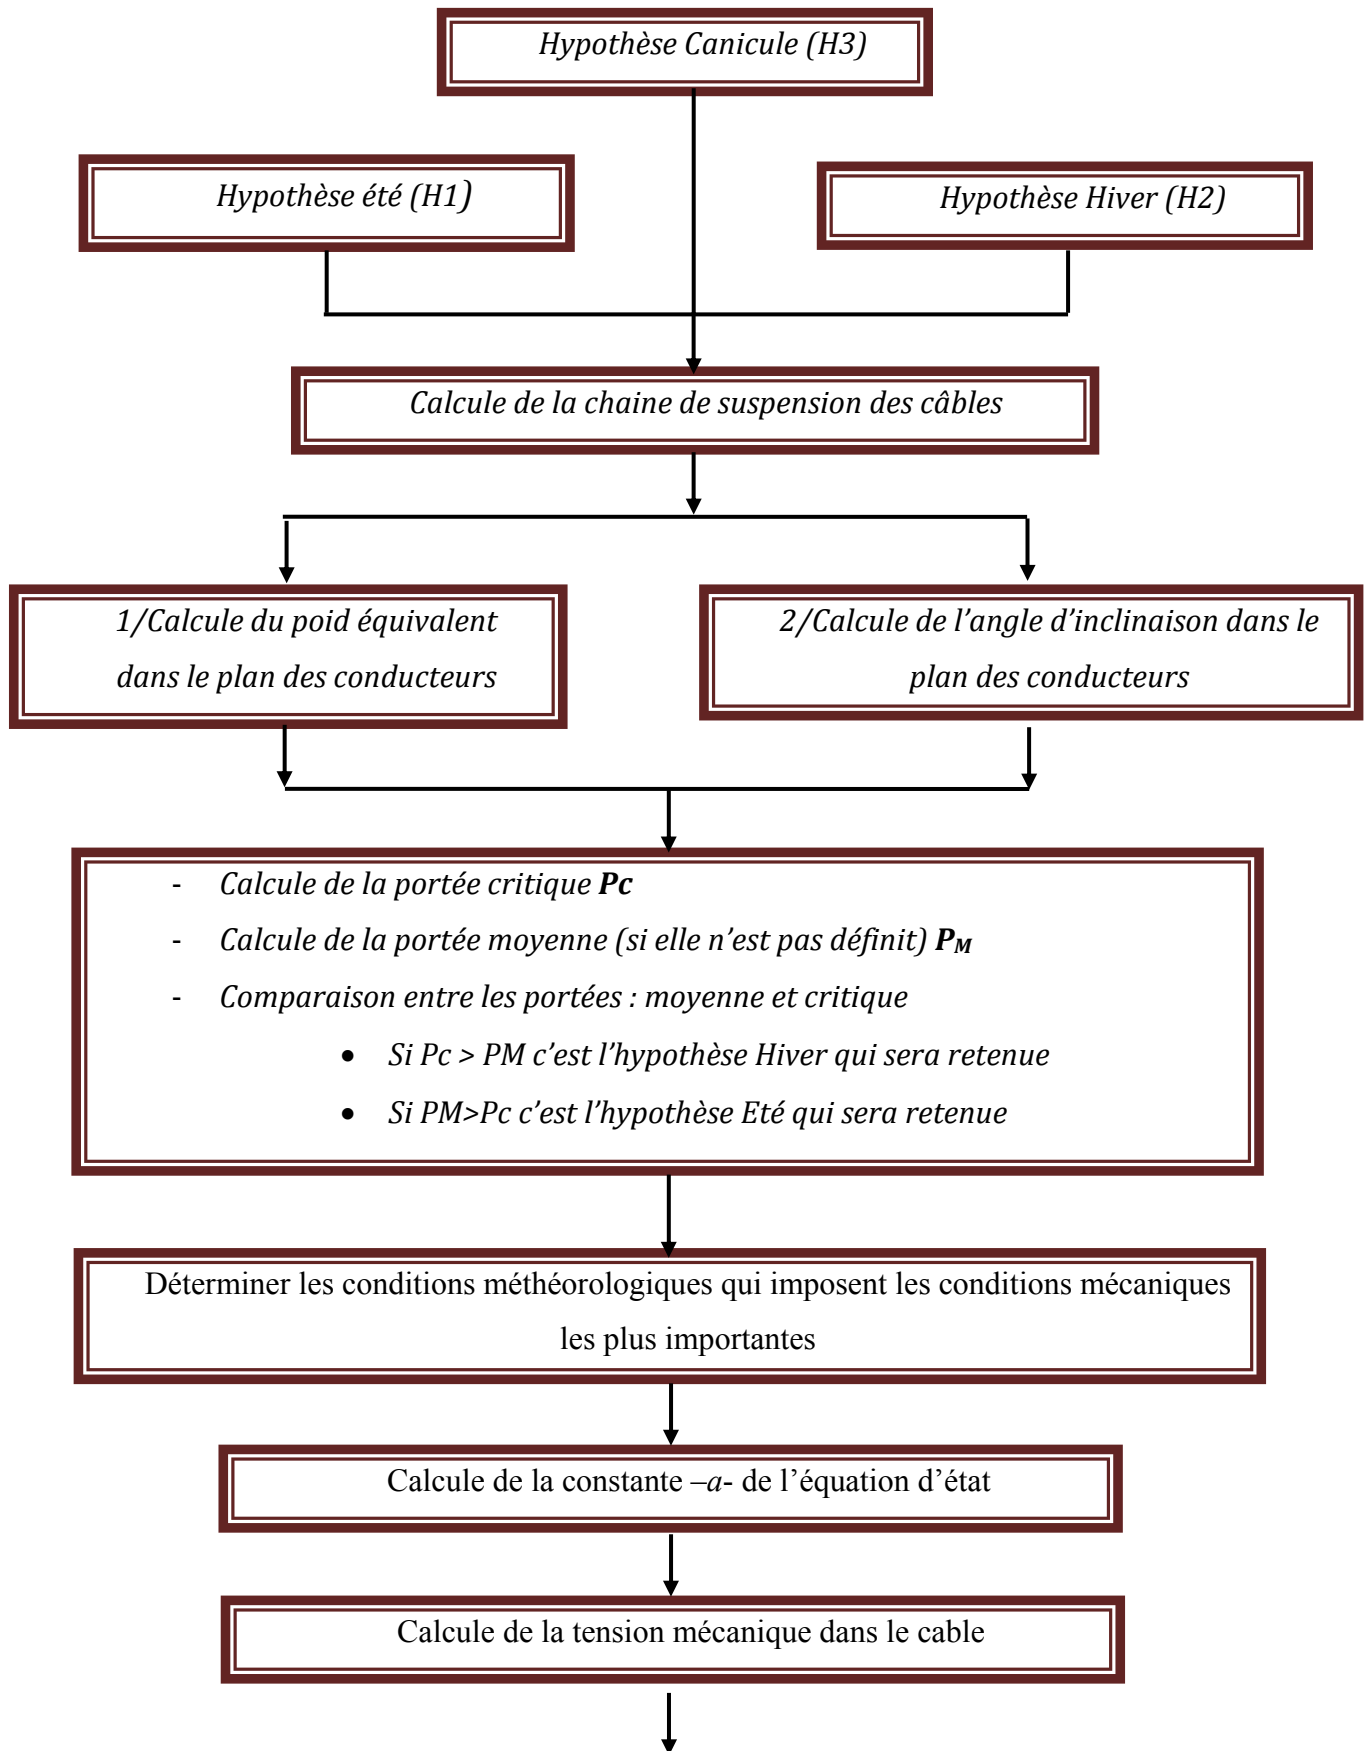 Hypothèse Canicule (H3)
Hypothèse été (H1)
Hypothèse Hiver (H2)
Calcule de la chaine de suspension des câbles
1/Calcule du poid équivalent
dans le plan des conducteurs
2/Calcule de l’angle d’inclinaison dans le
plan des conducteurs
- Calcule de la portée critique Pc
- Calcule de la portée moyenne (si elle n’est pas définit) PM
- Comparaison entre les portées : moyenne et critique
• Si Pc > PM c’est l’hypothèse Hiver qui sera retenue
• Si PM>Pc c’est l’hypothèse Eté qui sera retenue
Déterminer les conditions méthéorologiques qui imposent les conditions mécaniques
les plus importantes
Calcule de la constante –a- de l’équation d’état
Calcule de la tension mécanique dans le cable